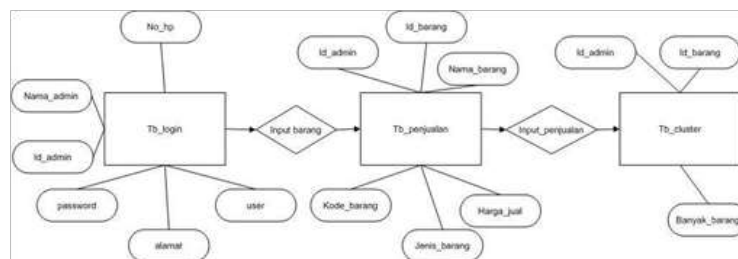 No_hp
Id_barang
Id_admin
Nama_barang
Id_admin
Id_barang
Nama_admin
Tb_login
Input barang
Tb_penjualan
Input_penjualan
Tb_cluster
Id_admin
password
user
Kode_barang
Harga_jual
Banyak_barang
alamat
Jenis_barang